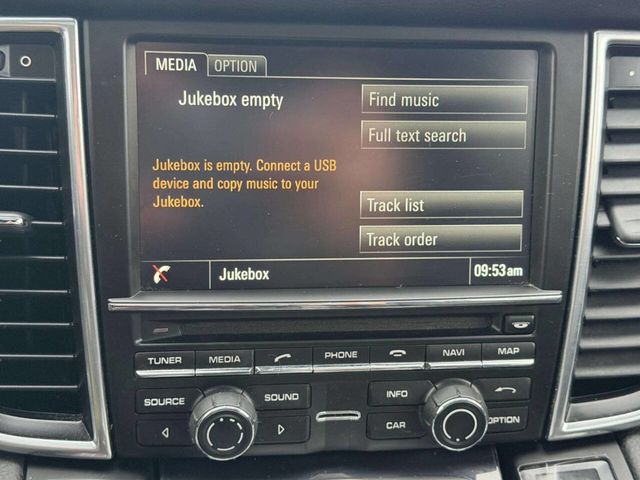 MEDIA OPTION
Jukebox empty
Find music
Full text search
Jukebox is empty. Connect a USB
device and copy music to your
Jukebox.
Track list
Track order
Jukebox
09:53am
TUNER MEDIA PHONE NAVI MAP
SOURCE SOUND INFO
CAR OPTION